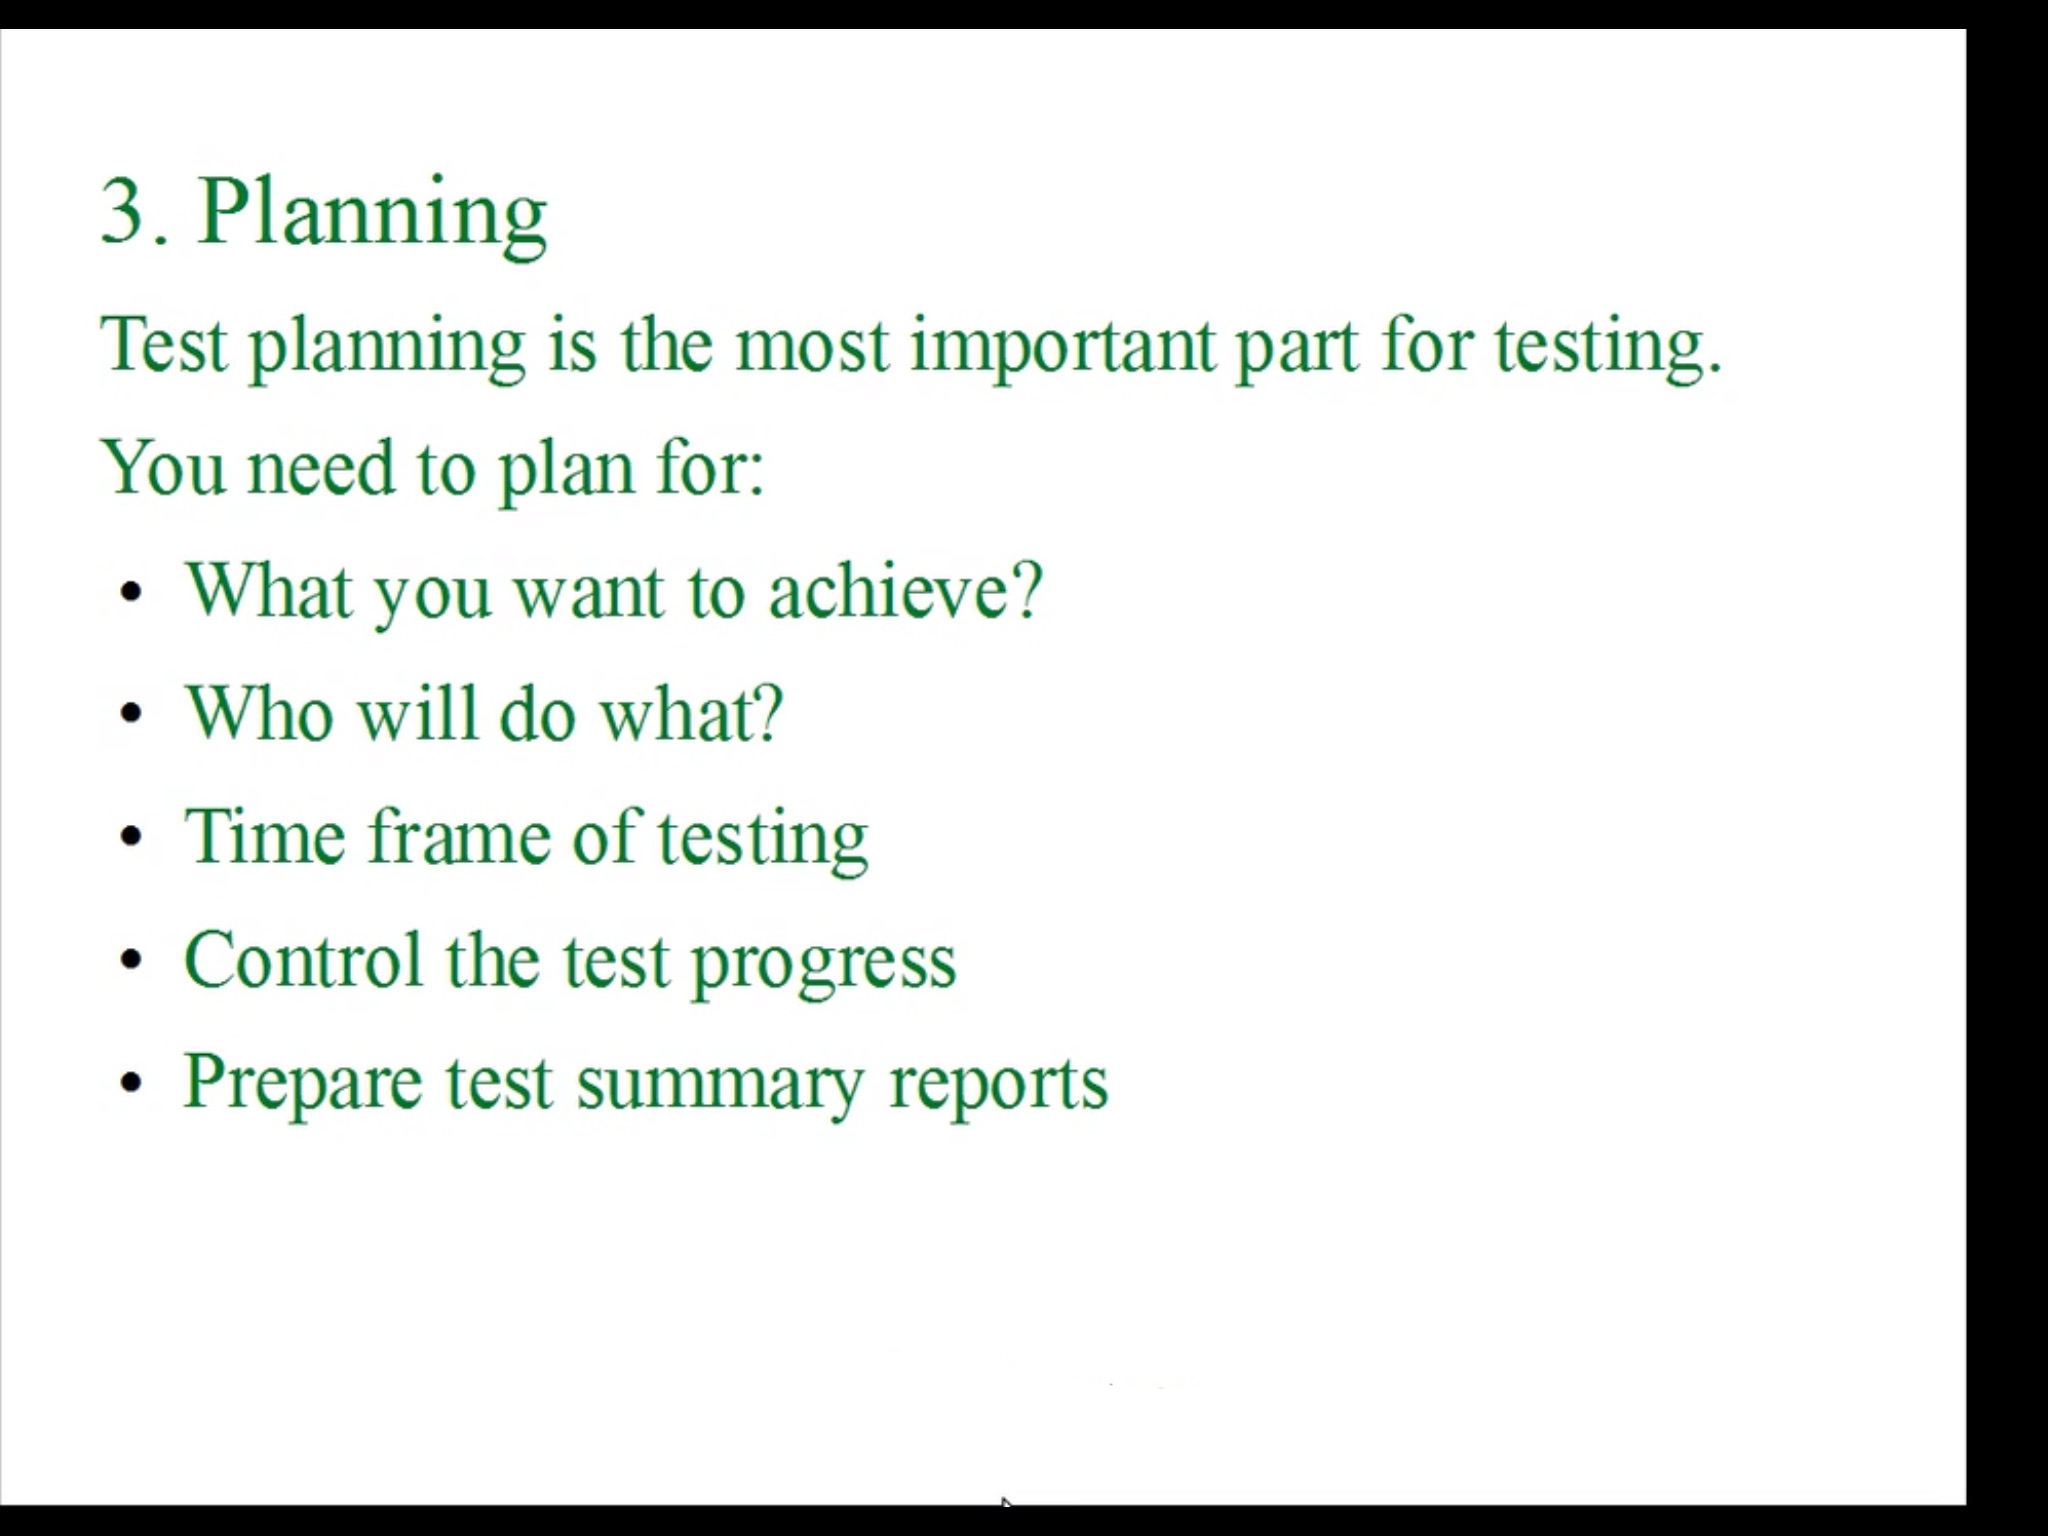 3. Planning
Test planning is the most important part for testing.
You need to plan for:
• What you want to achieve?
• Who will do what?
• Time frame of testing
• Control the test progress
• Prepare test summary reports